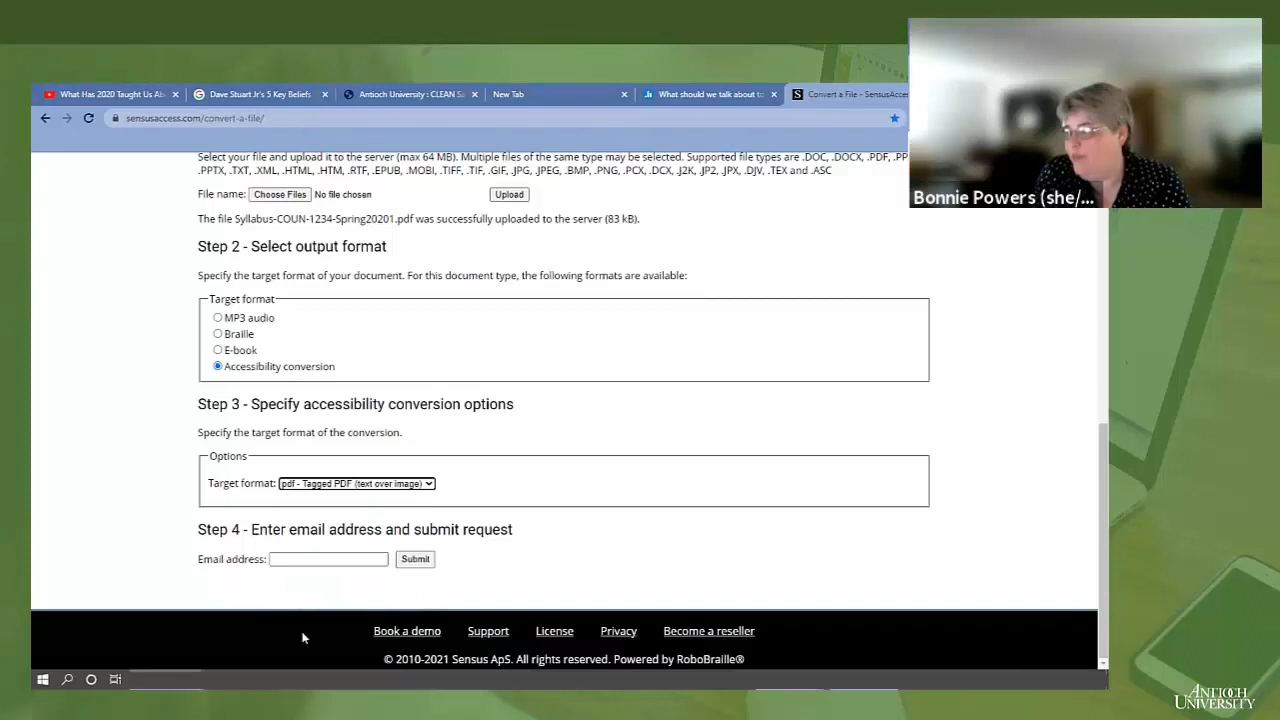 What Has 2020 Taught Us Ab
Dave Stuart Jr's 5 Key Beliefs
Antioch University : CLEAN Sa
New Tab
What should we talk about to
Convert a File - SensusAcces
sensusaccess.com/convert-a-file/
Select your file and upload it to the server (max 64 MB). Multiple files of the same type may be selected. Supported file types are .DOC, .DOCX, .PDF, .PP
.PPTX, .TXT, .XML, .HTML, .HTM, .RTF, .EPUB, .MOBI, .TIFF, .TIF, .GIF, .JPG, .JPEG, .BMP, .PNG, .PCX, .DCX, .J2K, .JP2, .JPX, .DJV, .TEX and .ASC
File name: Choose Files No file chosen Upload
The file Syllabus-COUN-1234-Spring20201.pdf was successfully uploaded to the server (83 kB).
Step 2 - Select output format
Specify the target format of your document. For this document type, the following formats are available:
Target format
MP3 audio
Braille
E-book
Accessibility conversion
Step 3 - Specify accessibility conversion options
Specify the target format of the conversion.
Options
Target format: pdf - Tagged PDF (text over image)
Step 4 - Enter email address and submit request
Email address: Submit
Book a demo Support License Privacy Become a reseller
© 2010-2021 Sensus ApS. All rights reserved. Powered by RoboBraille®
Bonnie Powers (she/...
ANTIOCH
UNIVERSITY